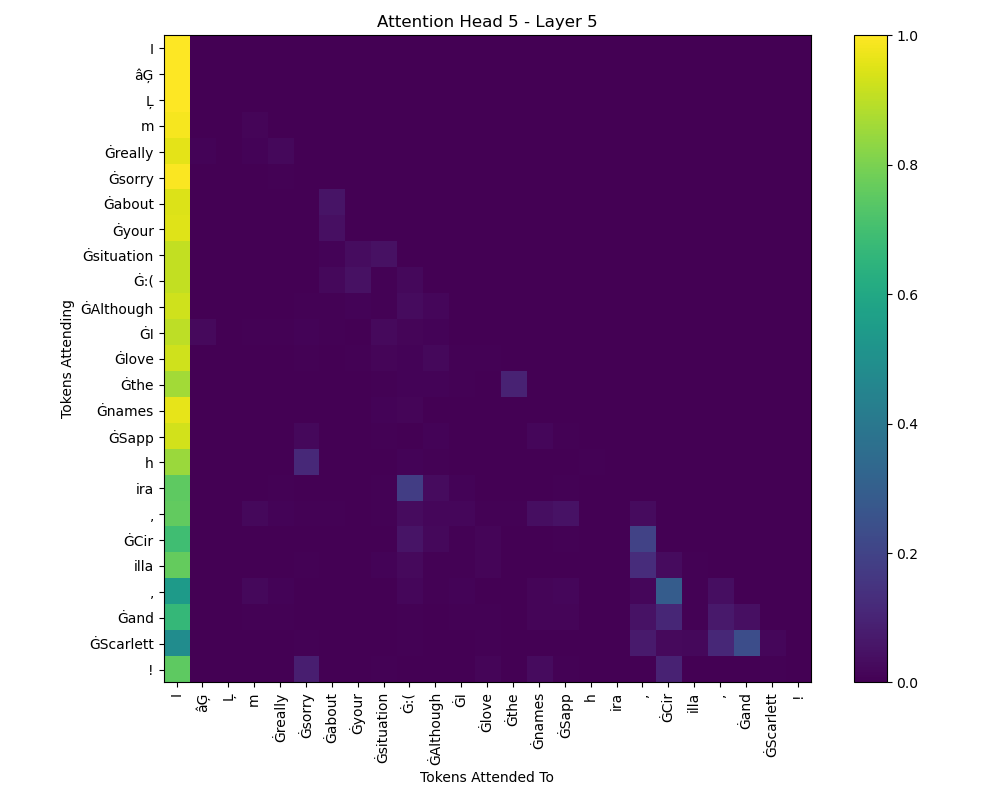 Attention Head 5 - Layer 5
Tokens Attending
I
âĢ
Ļ
m
Ġreally
Ġsorry
Ġabout
Ġyour
Ġsituation
Ġ:(
ĠAlthough
ĠI
Ġlove
Ġthe
Ġnames
ĠSapp
h
ira
,
ĠCir
illa
,
Ġand
ĠScarlett
!
I
âĢ
Ļ
m
Ġreally
Ġsorry
Ġabout
Ġyour
Ġsituation
Ġ:(
ĠAlthough
ĠI
Ġlove
Ġthe
Ġnames
ĠSapp
h
ira
,
ĠCir
illa
,
Ġand
ĠScarlett
!
Tokens Attended To
1.0
0.8
0.6
0.4
0.2
0.0